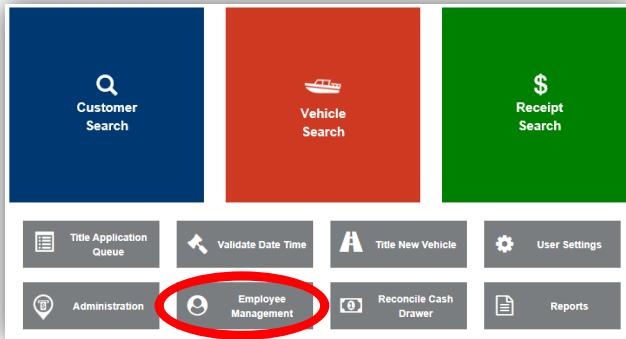 Customer
Search
Vehicle
Search
$
Receipt
Search
Title Application
Queue
Validate Date Time
Title New Vehicle
User Settings
Administration
Employee
Management
Reconcile Cash
Drawer
Reports